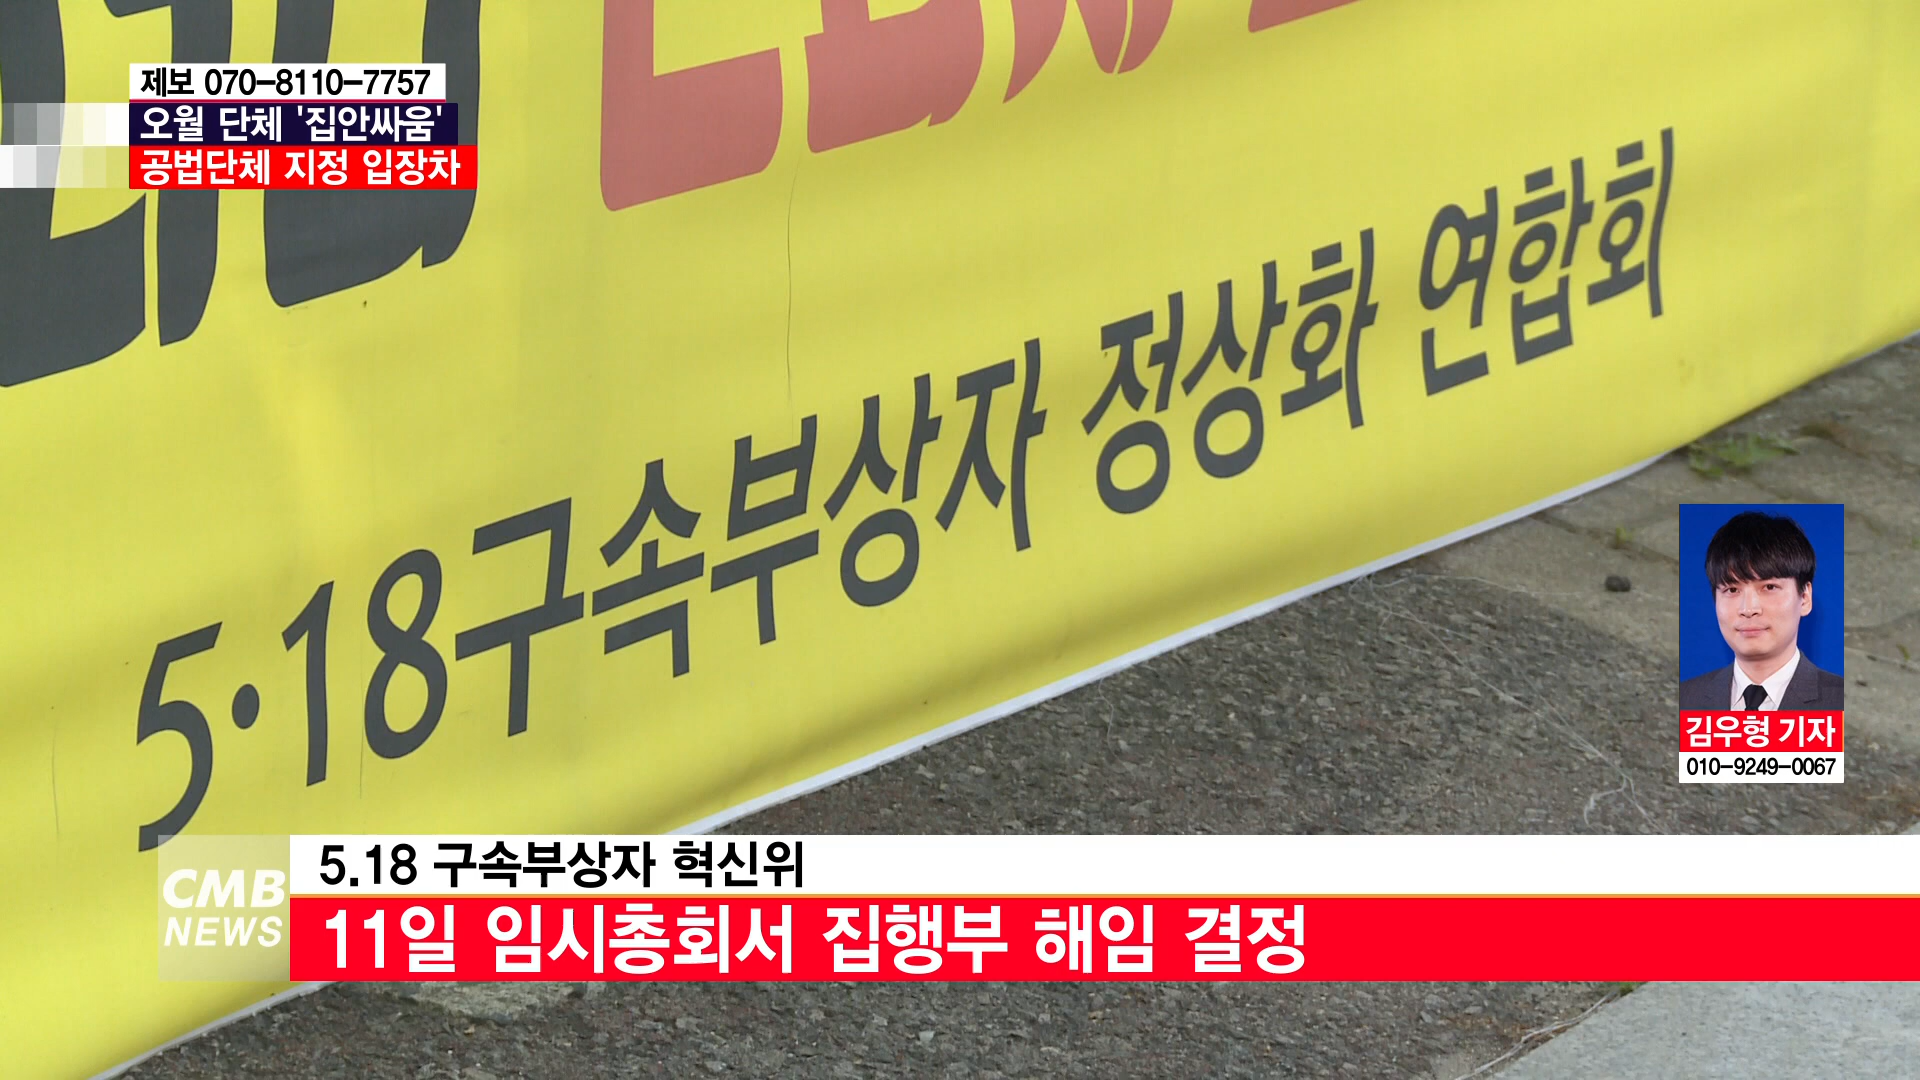 제보 070-8110-7757
오월 단체 '집안싸움'
공법단체 지정 입장차
5·18구속부상자 정상화 연합회
김우형 기자
010-9249-0067
CMB
NEWS
5.18 구속부상자 혁신위
11일 임시총회서 집행부 해임 결정